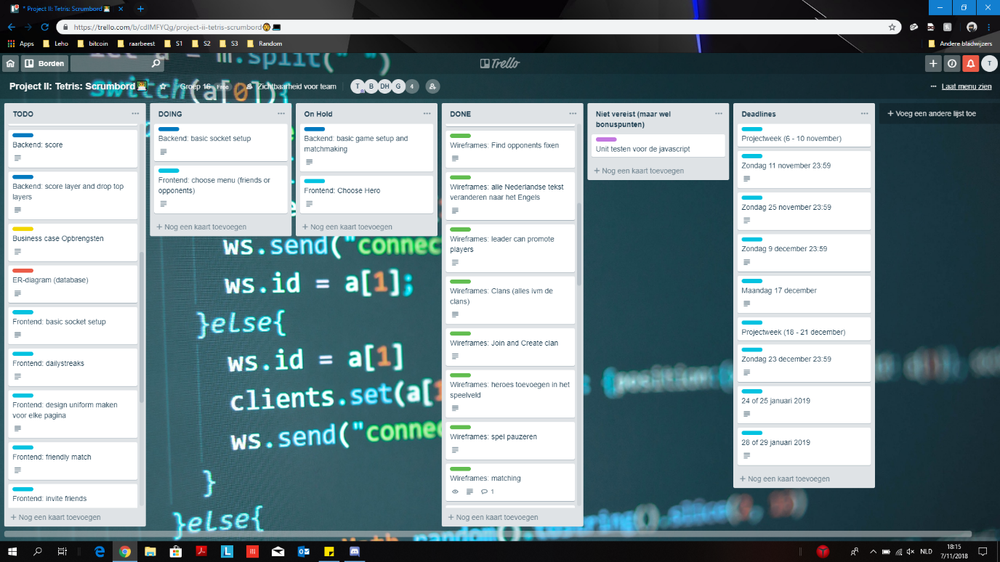 * Project II: Tetris: Scrumbord
https://trello.com/b/cdIMFYQg/project-ii-tetris-scrumbord
Apps
Leho
bitcoin
raarbeest
S1
S2
S3
Random
Andere bladwijzers
Borden
Trello
T
Project II: Tetris: Scrumbord
Groep 16
Free
Zichtbaarheid voor team
T
B
DH
G
4
Laat menu zien
TODO
Backend: score
Backend: score layer and drop top
layers
Business case Opbrengsten
ER-diagram (database)
Frontend: basic socket setup
Frontend: dailystreaks
Frontend: design uniform maken
voor elke pagina
Frontend: friendly match
Frontend: invite friends
+ Nog een kaart toevoegen
DOING
Backend: basic socket setup
Frontend: choose menu (friends or
opponents)
+ Nog een kaart toevoegen
On Hold
Backend: basic game setup and
matchmaking
Frontend: Choose Hero
+ Nog een kaart toevoegen
DONE
Wireframes: Find opponents fixen
Wireframes: alle Nederlandse tekst
veranderen naar het Engels
Wireframes: leader can promote
players
Wireframes: Clans (alles ivm de
clans)
Wireframes: Join and Create clan
Wireframes: heroes toevoegen in het
speelveld
Wireframes: spel pauzeren
Wireframes: matching
1
+ Nog een kaart toevoegen
Niet vereist (maar wel
bonuspunten)
Unit testen voor de javascript
+ Nog een kaart toevoegen
Deadlines
Projectweek (6 - 10 november)
Zondag 11 november 23:59
Zondag 25 november 23:59
Zondag 9 december 23:59
Maandag 17 december
Projectweek (18 - 21 december)
Zondag 23 december 23:59
24 of 25 januari 2019
28 of 29 januari 2019
+ Nog een kaart toevoegen
+ Voeg een andere lijst toe
m.split(" ")
switch(a[0]){
ws.send("connec
ws.id = a[1];
}else{
ws.id = a[1]
clients.set(a[1
ws.send("connec
}
}else{
NLD
18:15
7/11/2018